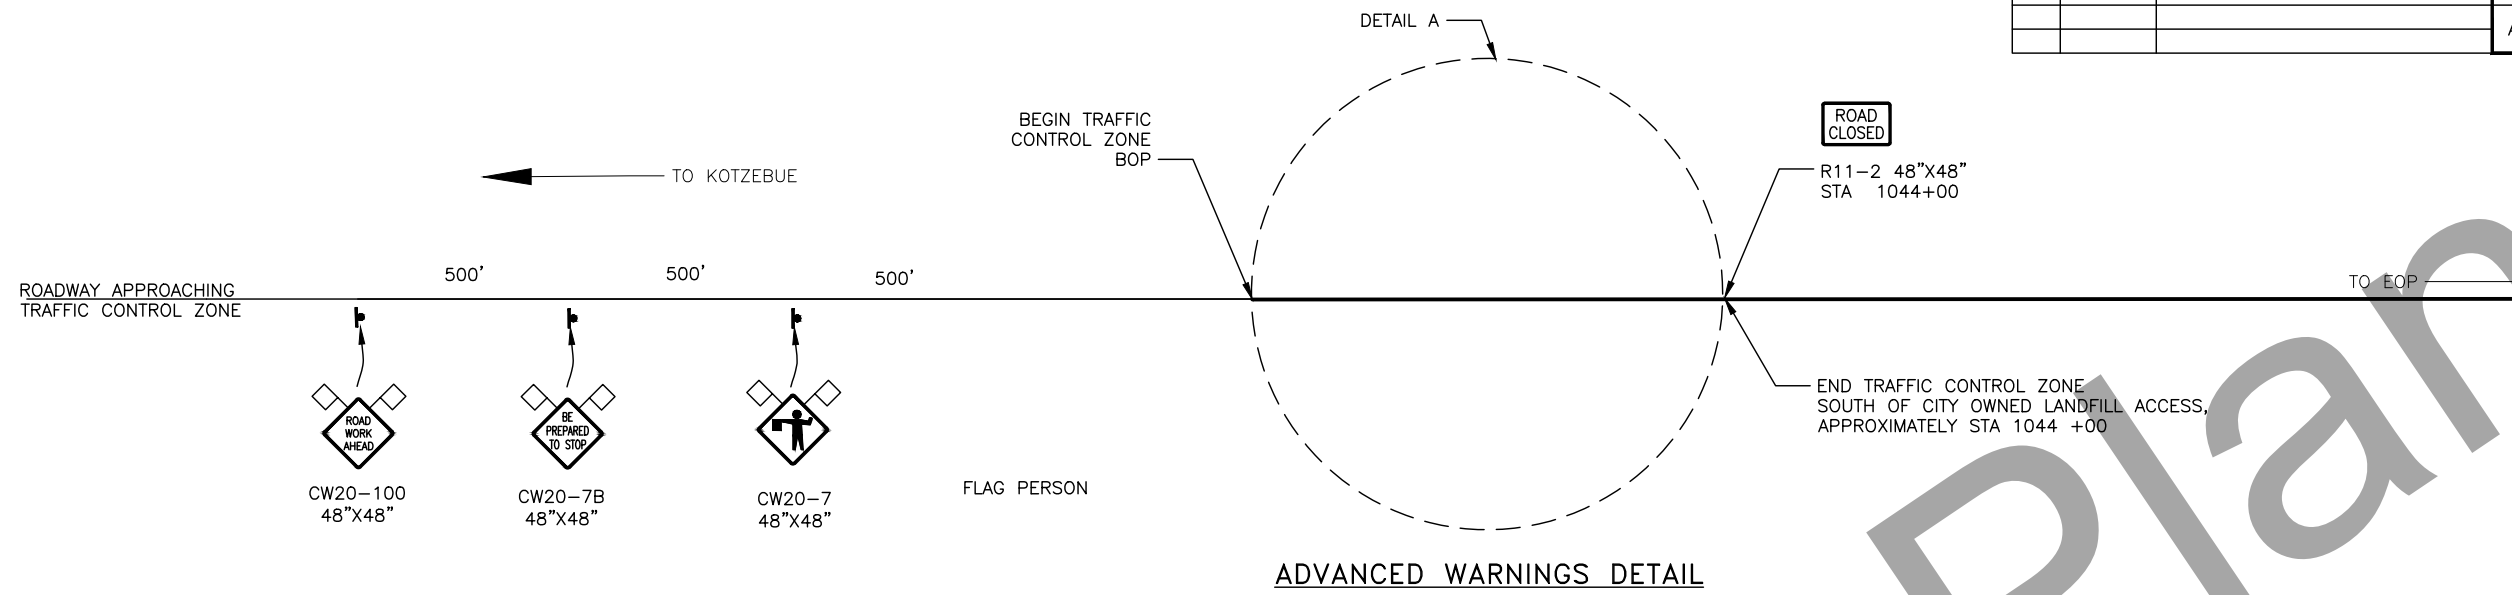 DETAIL A
BEGIN TRAFFIC
CONTROL ZONE
BOP
ROAD
CLOSED
R11-2 48"X48"
STA 1044+00
TO KOTZEBUE
500'
500'
500'
ROADWAY APPROACHING
TRAFFIC CONTROL ZONE
TO EOP
ROAD
WORK
AHEAD
BE
PREPARED
TO STOP
END TRAFFIC CONTROL ZONE
SOUTH OF CITY OWNED LANDFILL ACCESS,
APPROXIMATELY STA 1044 +00
CW20-100
48"X48"
CW20-7B
48"X48"
CW20-7
48"X48"
FLAG PERSON
ADVANCED WARNINGS DETAIL
Plan